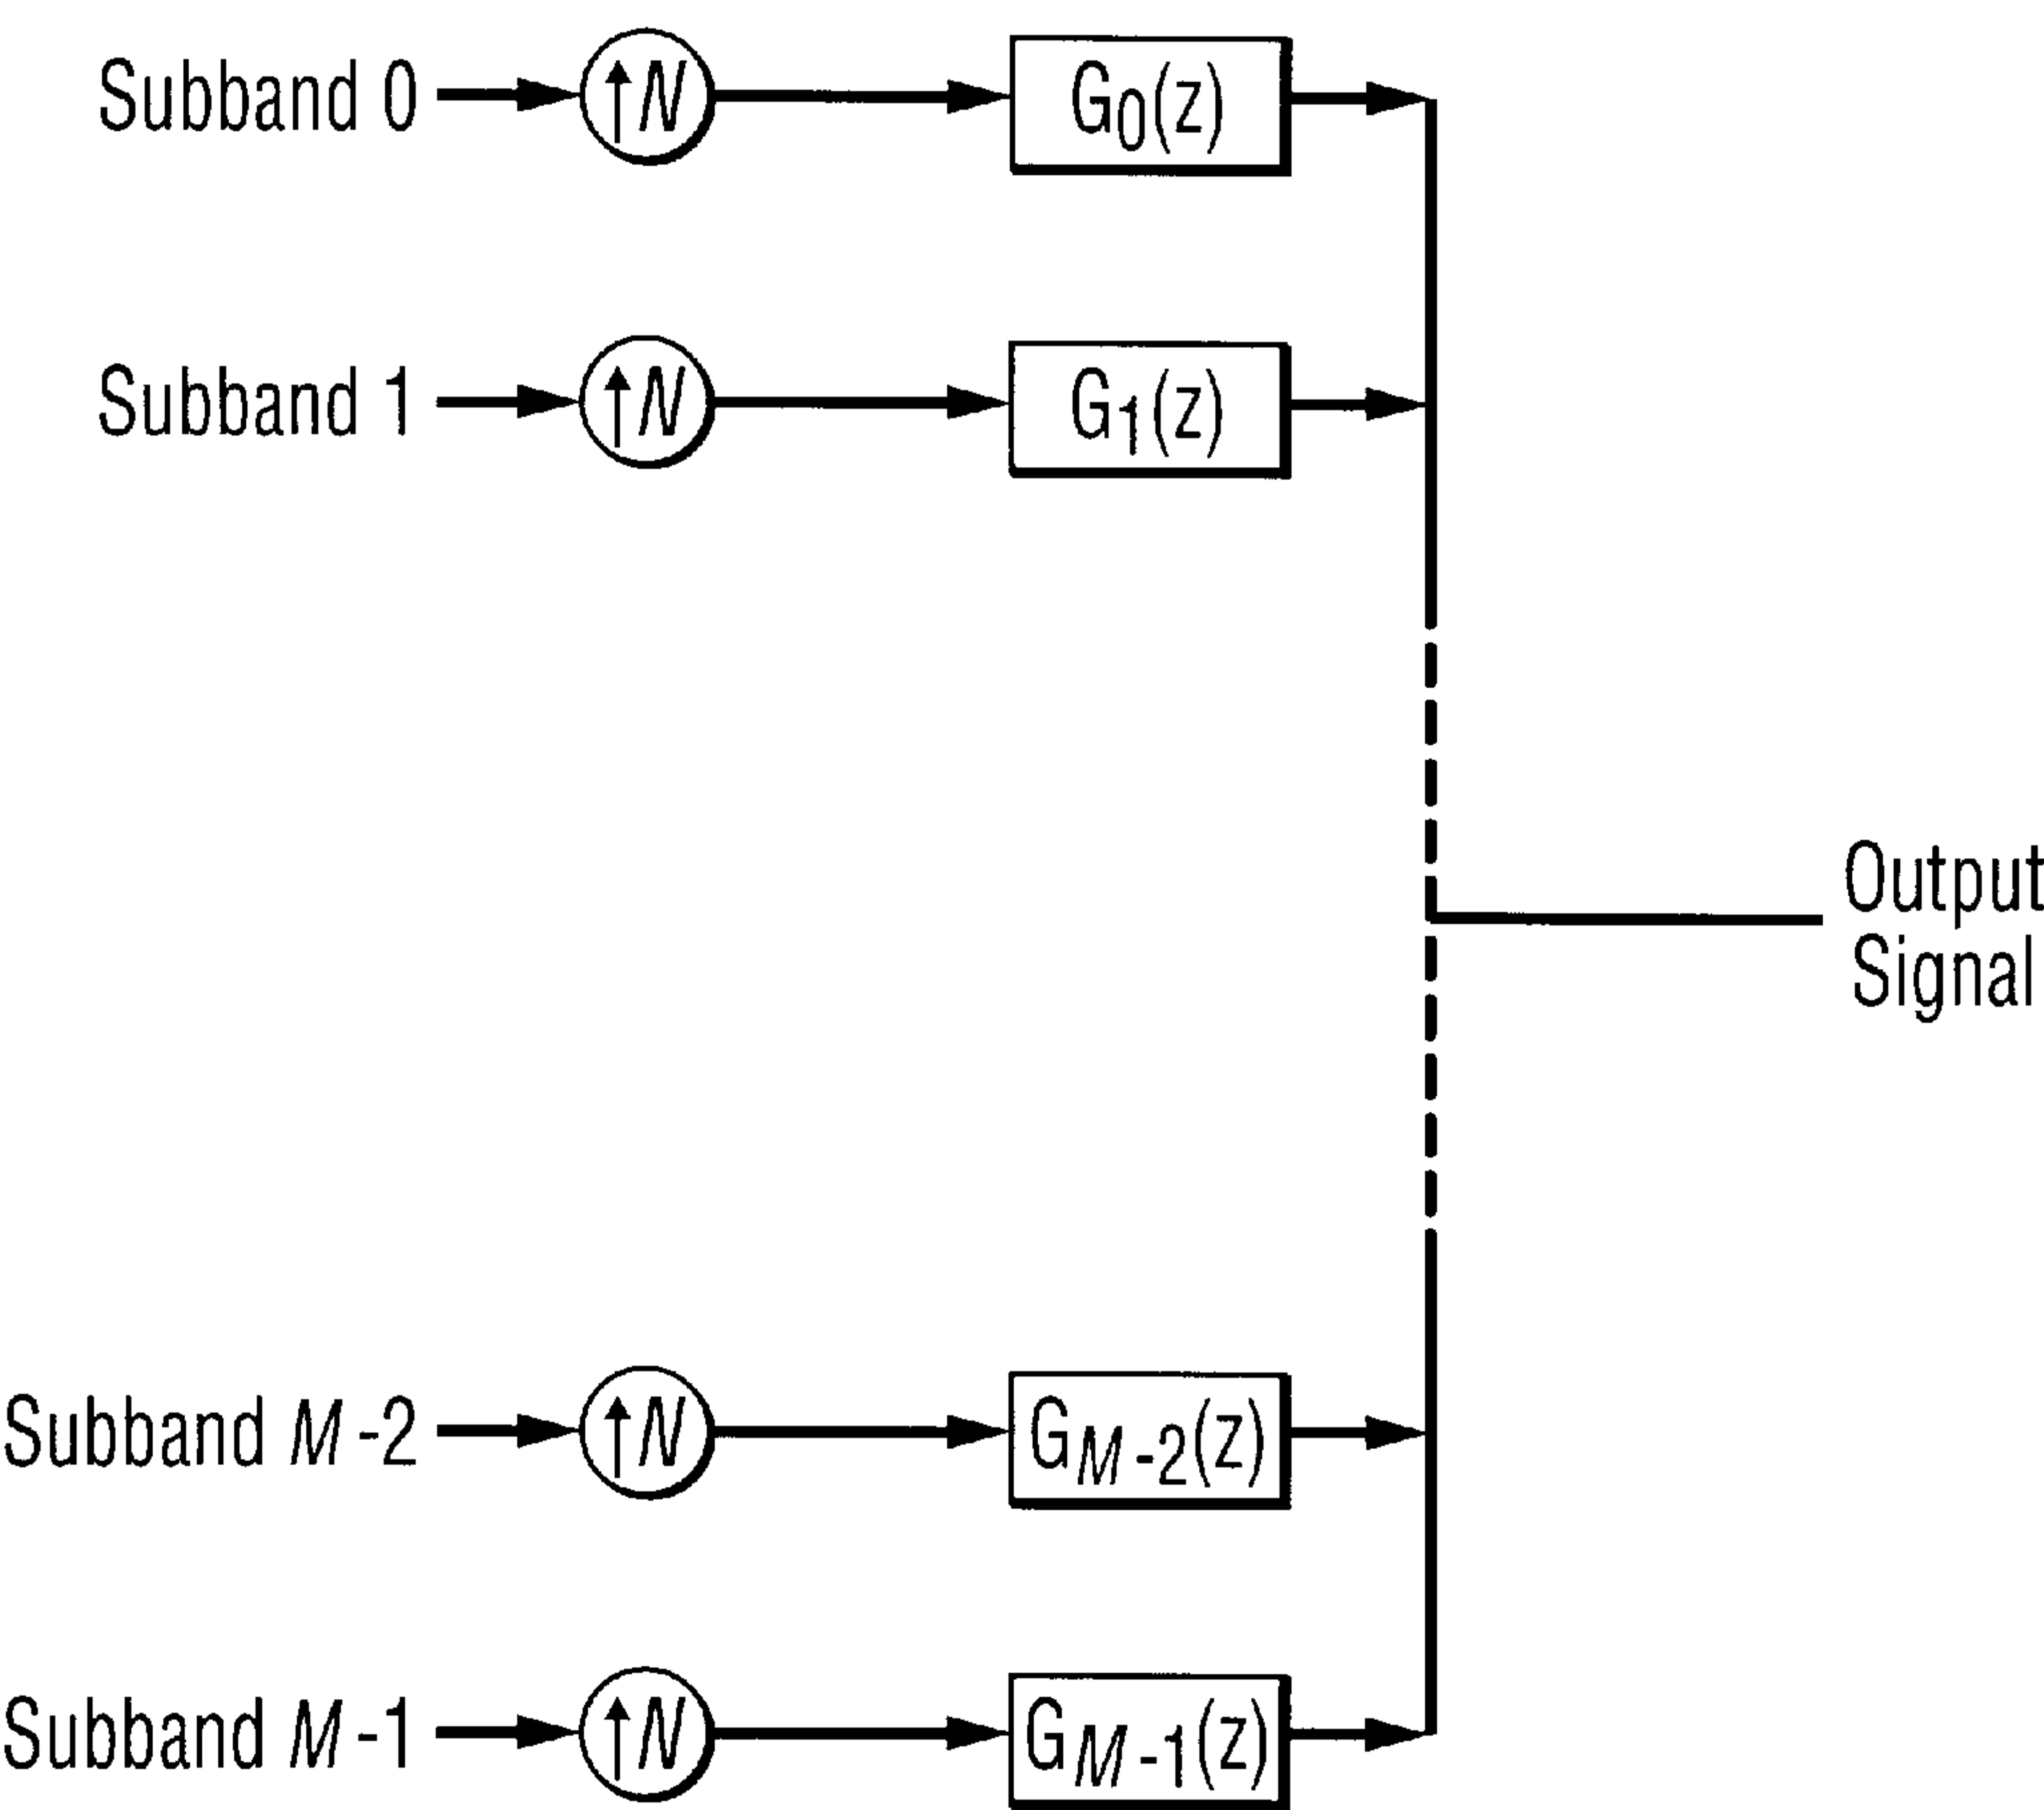 Subband 0
↑N
G0(z)
Subband 1
↑N
G1(z)
Output
Signal
Subband M-2
↑N
GM-2(z)
Subband M-1
↑N
GM-1(z)